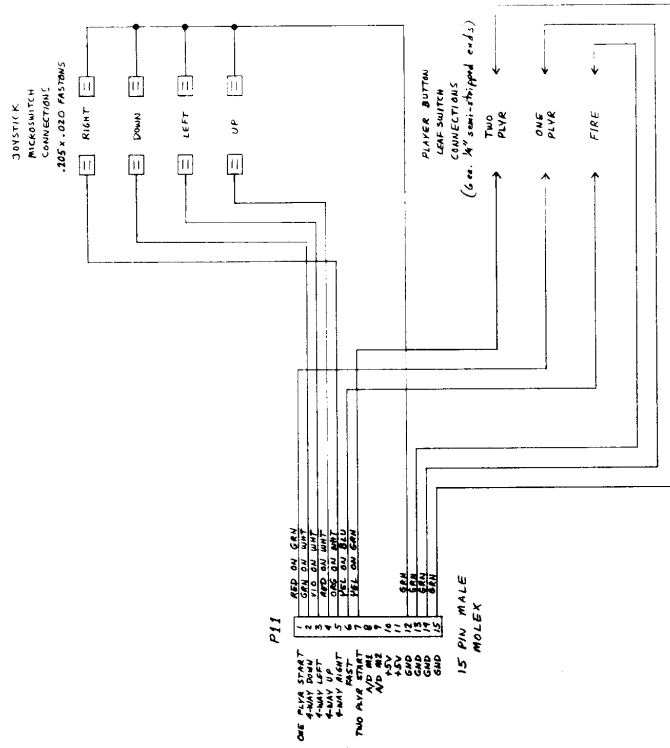 JOYSTICK
MICROSWITCH
CONNECTIONS
.205 x .020 FASTONS
RIGHT
DOWN
LEFT
UP
PLAYER BUTTON
LEAF SWITCH
CONNECTIONS
(6 ea. ¼" semi-stripped ends)
TWO
PLYR
ONE
PLYR
FIRE
P11
RED ON GRN
GRN ON WHT
VIO ON WHT
RED ON WHT
ORG ON WHT
YEL ON BLU
YEL ON GRN
GRN
GRN
GRN
GRN
1
2
3
4
5
6
7
8
9
10
11
12
13
14
15
ONE PLYR START
4-WAY DOWN
4-WAY LEFT
4-WAY UP
4-WAY RIGHT
FAST
TWO PLYR START
A/D M1
A/D M2
+5V
+5V
GND
GND
GND
GND
15 PIN MALE
MOLEX